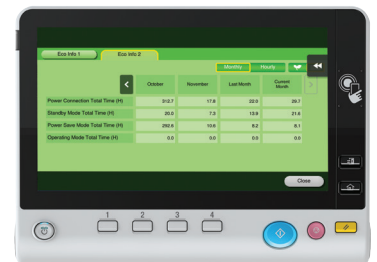 Eco Info 1 Eco Info 2
Monthly Hourly
October November Last Month Current Month
Power Connection Total Time (H) 312.7 17.8 22.0 29.7
Standby Mode Total Time (H) 20.0 7.3 13.8 21.6
Power Save Mode Total Time (H) 292.6 10.6 8.2 8.1
Operating Mode Total Time (H) 0.0 0.0 0.0 0.0
Close
1 2 3 4